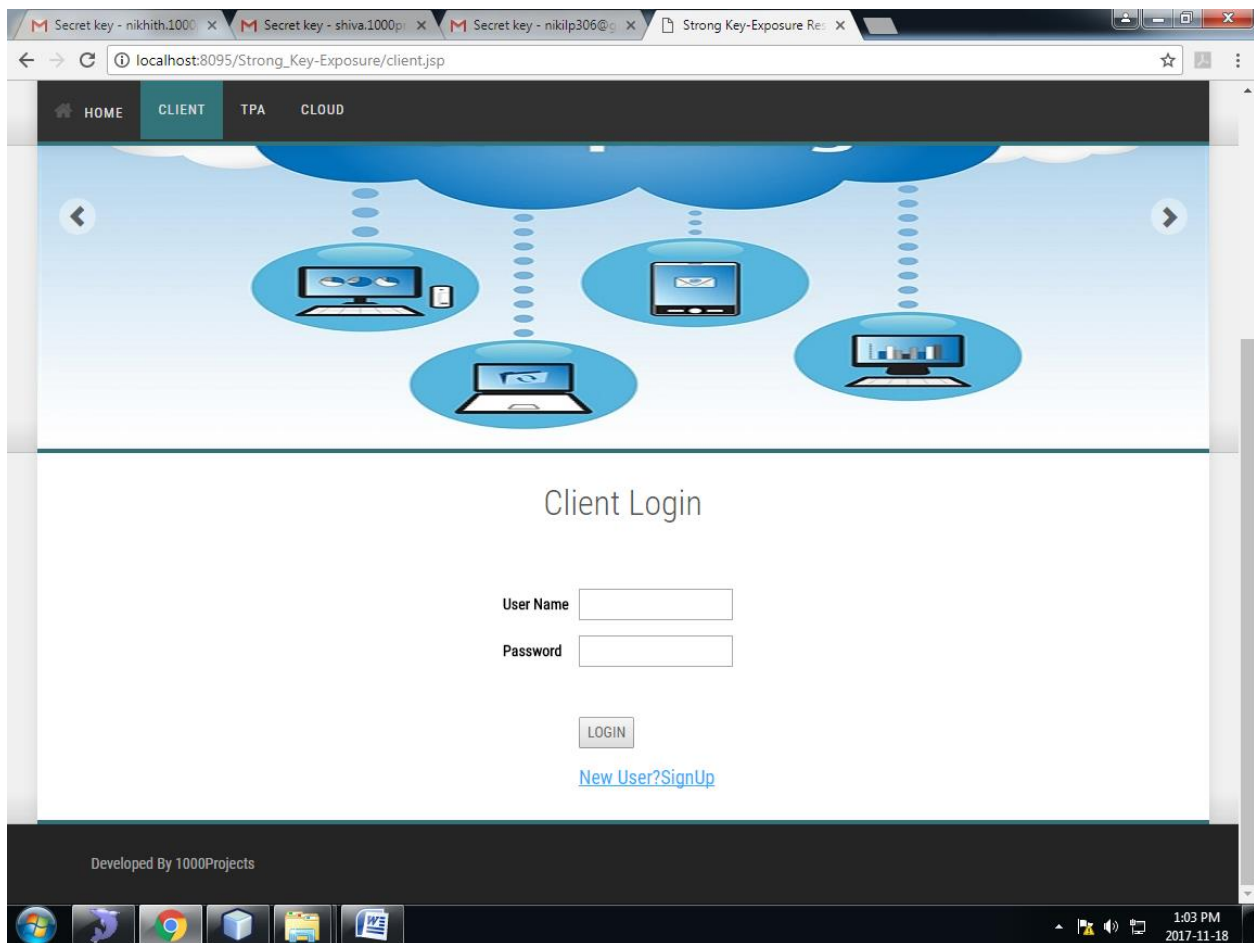 Secret key - nikhith.1000
Secret key - shiva.1000p
Secret key - nikilp306@g
Strong Key-Exposure Res
localhost:8095/Strong_Key-Exposure/client.jsp
HOME CLIENT TPA CLOUD
Client Login
User Name
Password
LOGIN
New User?SignUp
Developed By 1000Projects
1:03 PM
2017-11-18